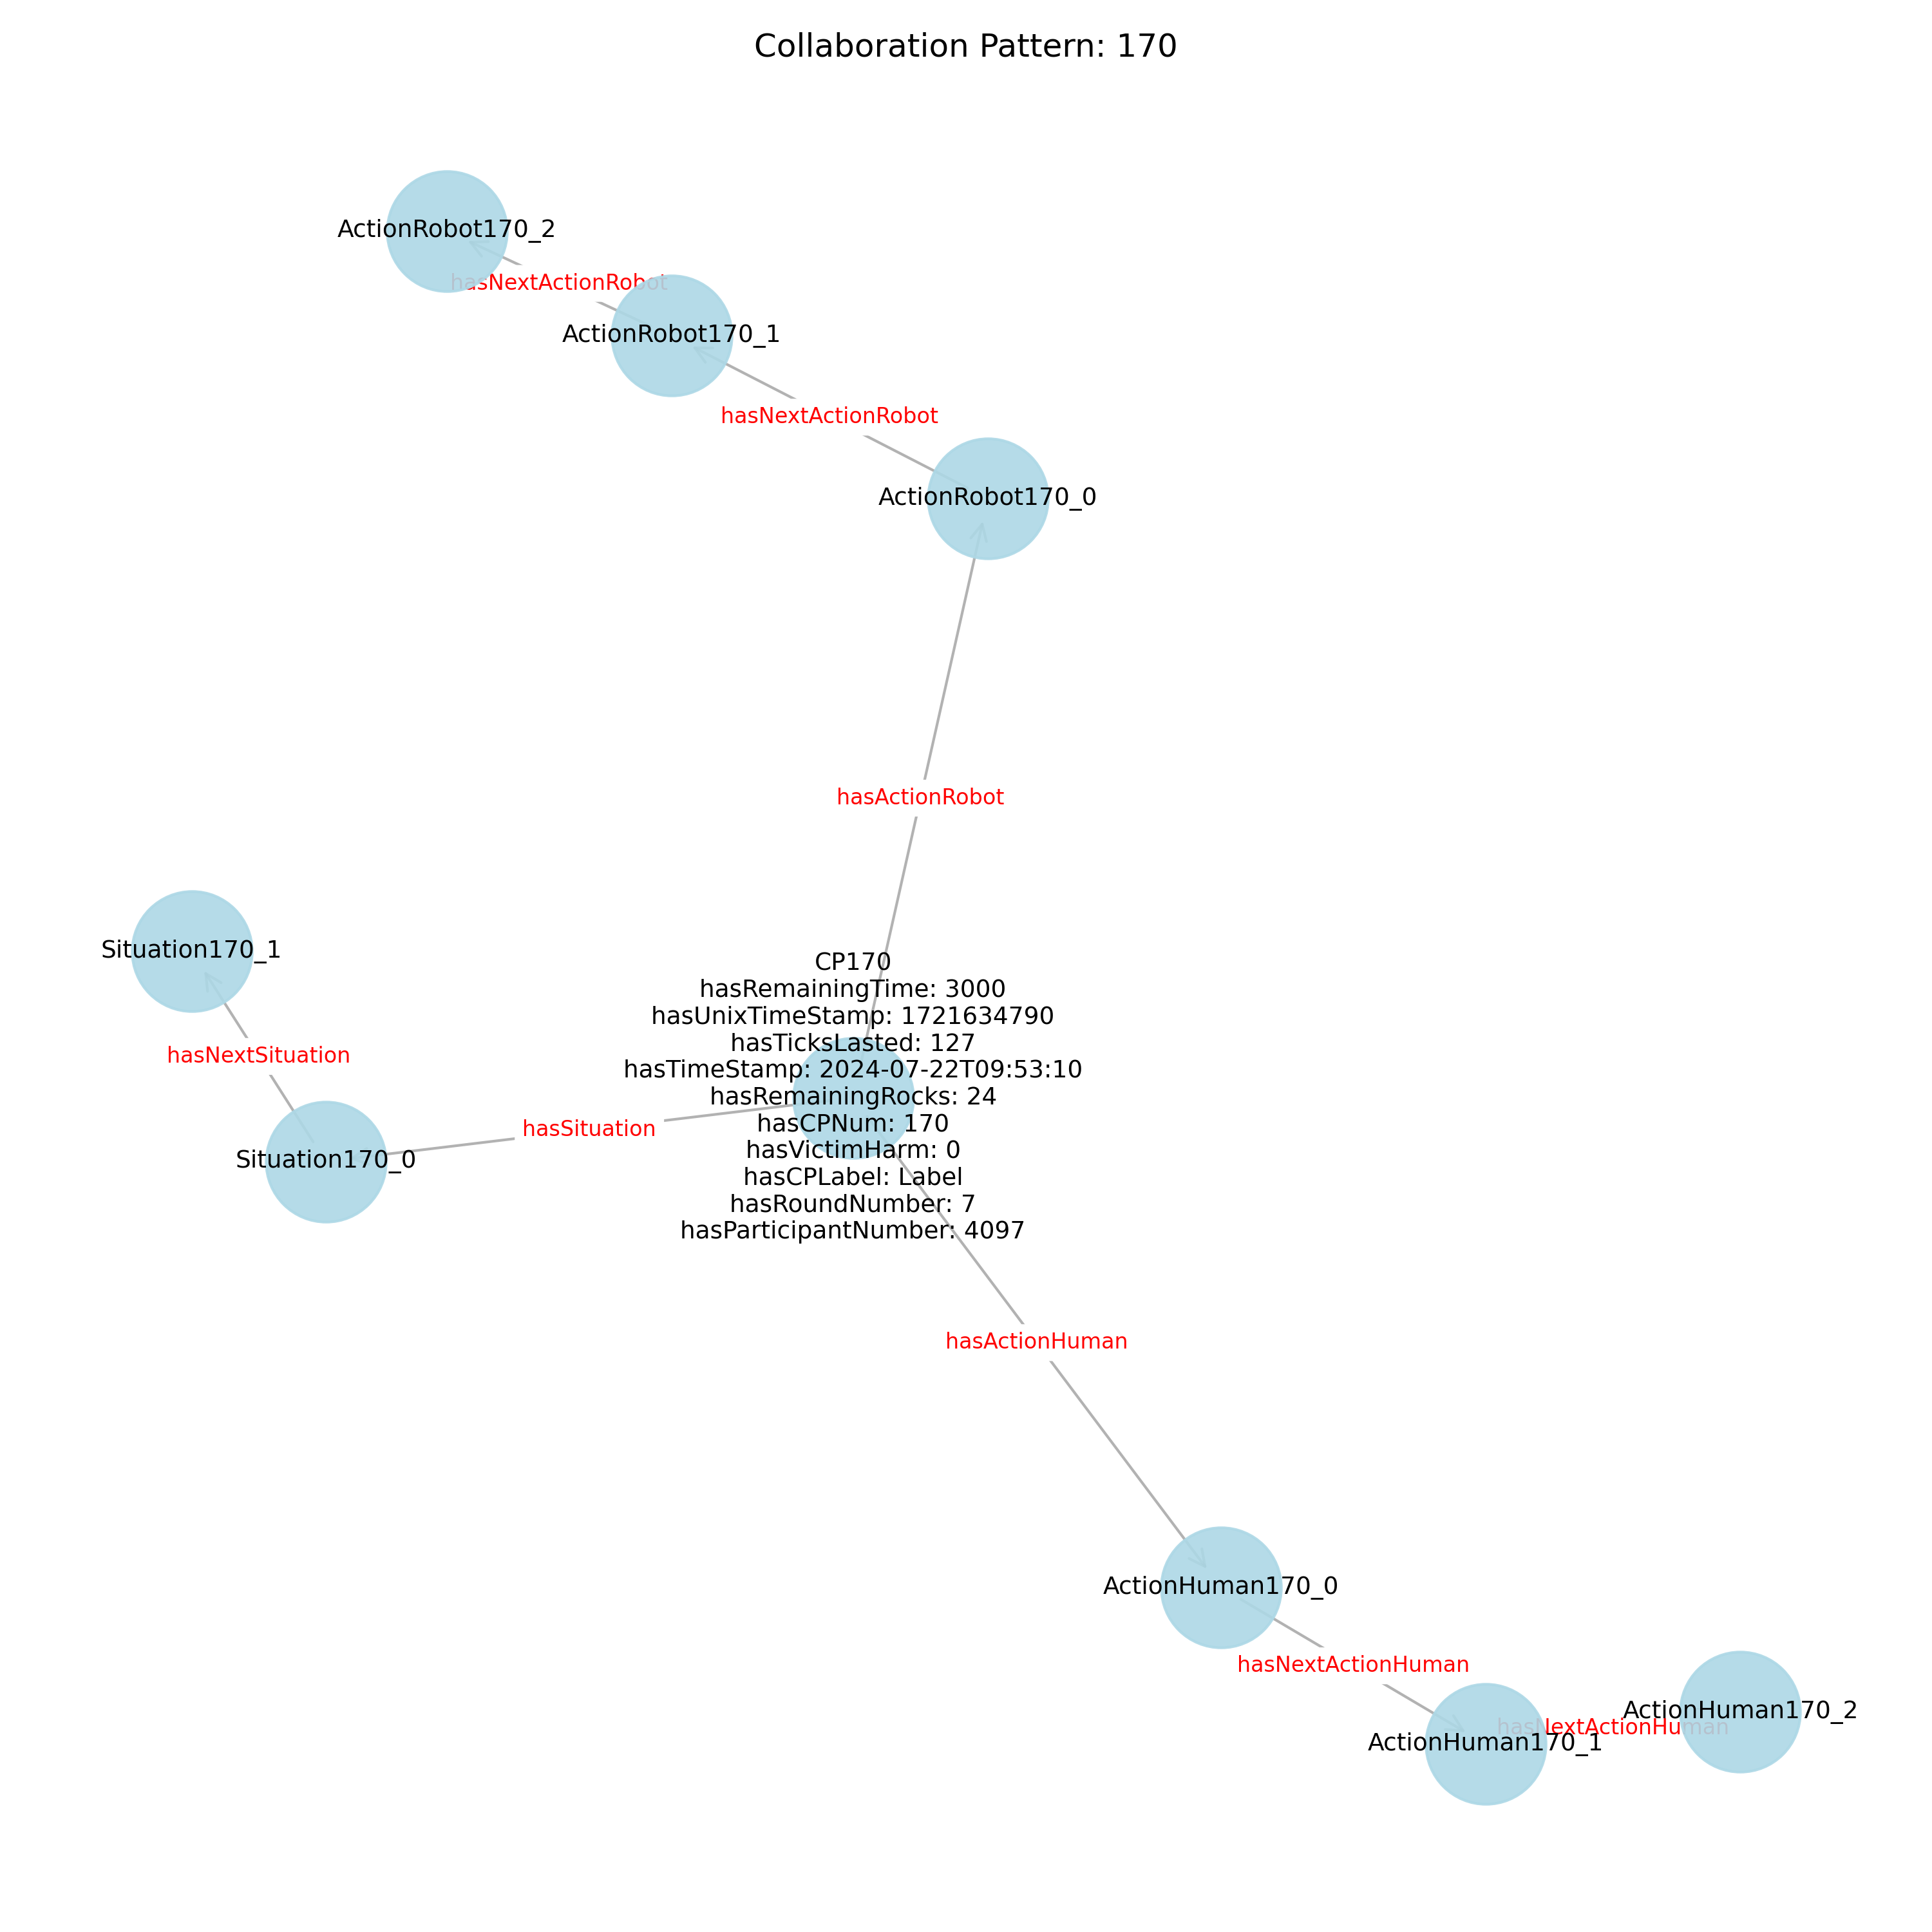 Collaboration Pattern: 170
ActionRobot170_2
hasNextActionRobot
ActionRobot170_1
hasNextActionRobot
ActionRobot170_0
hasActionRobot
Situation170_1
hasNextSituation
Situation170_0
hasSituation
CP170
hasRemainingTime: 3000
hasUnixTimeStamp: 1721634790
hasTicksLasted: 127
hasTimeStamp: 2024-07-22T09:53:10
hasRemainingRocks: 24
hasCPNum: 170
hasVictimHarm: 0
hasCPLabel: Label
hasRoundNumber: 7
hasParticipantNumber: 4097
hasActionHuman
ActionHuman170_0
hasNextActionHuman
ActionHuman170_1
hasNextActionHuman
ActionHuman170_2